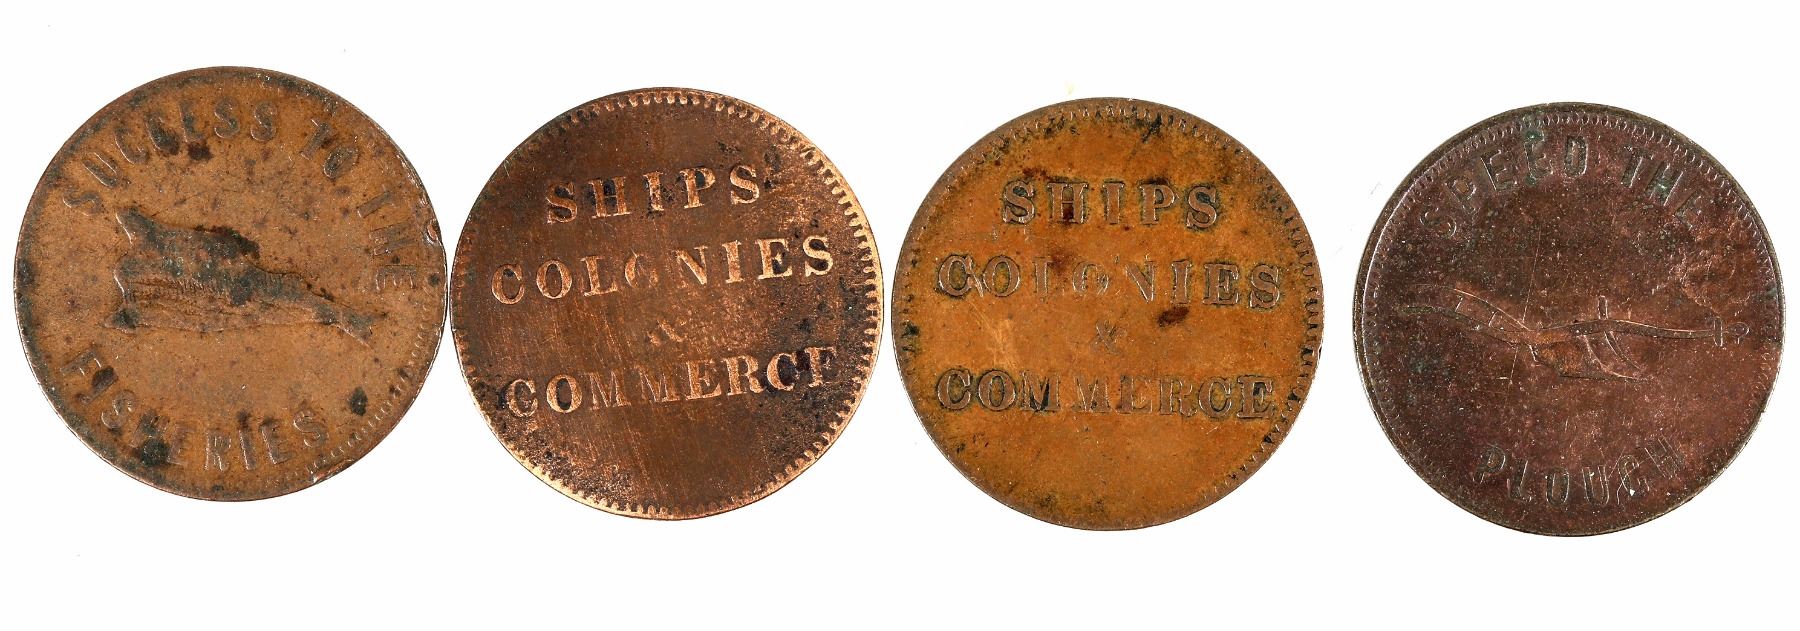 SUCCESS TO THE
FISHERIES
SHIPS
COLONIES
&
COMMERCE
SHIPS
COLONIES
&
COMMERCE
SPEED THE
PLOUGH